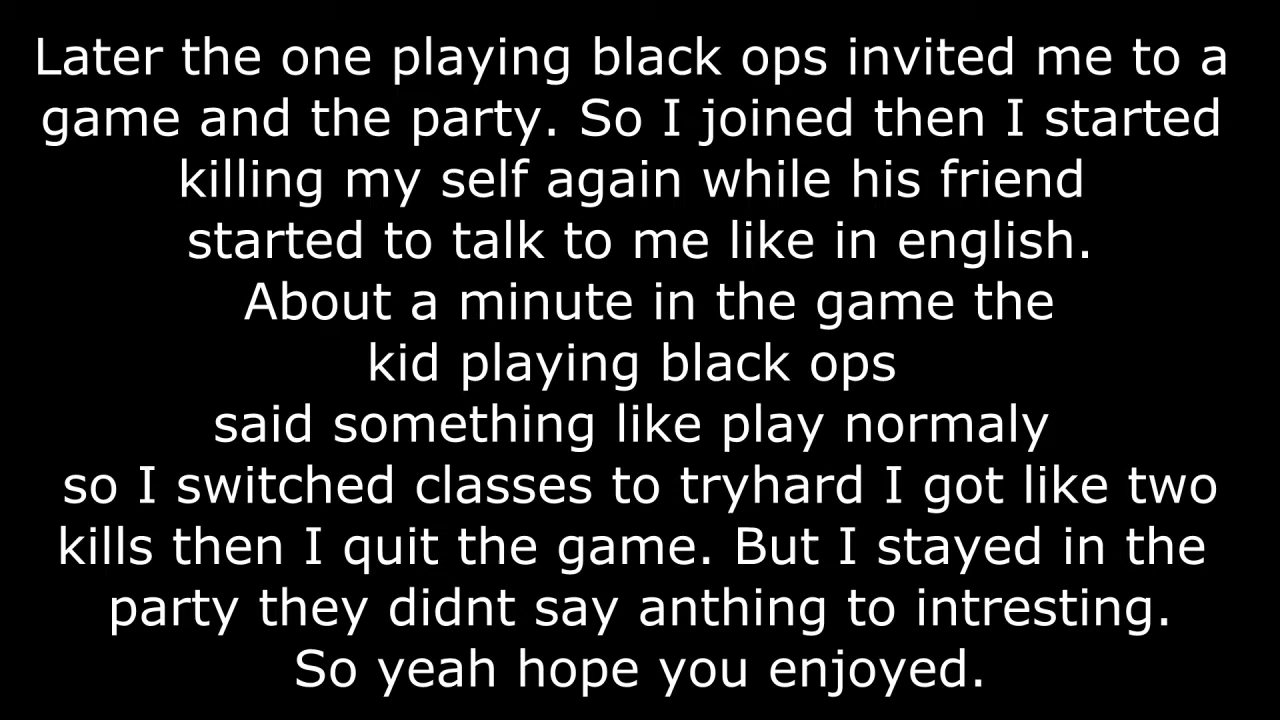 Later the one playing black ops invited me to a
game and the party. So I joined then I started
killing my self again while his friend
started to talk to me like in english.
About a minute in the game the
kid playing black ops
said something like play normaly
so I switched classes to tryhard I got like two
kills then I quit the game. But I stayed in the
party they didnt say anthing to intresting.
So yeah hope you enjoyed.